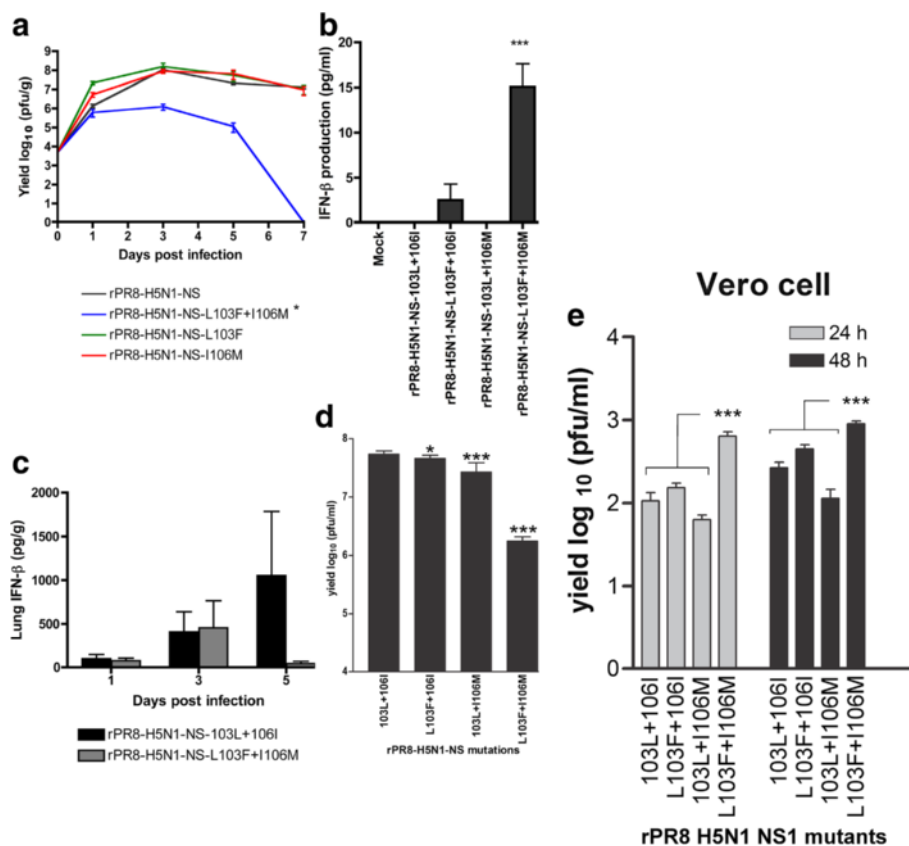 a
Yield log10 (pfu/g)
9
8
7
6
5
4
3
2
1
0
0 1 3 5 7
Days post infection
rPR8-H5N1-NS
rPR8-H5N1-NS-L103F+I106M *
rPR8-H5N1-NS-L103F
rPR8-H5N1-NS-I106M
b
IFN-β production (pg/ml)
20
15
10
5
0
***
Mock
rPR8-H5N1-NS-103L+106I
rPR8-H5N1-NS-L103F+106I
rPR8-H5N1-NS-103L+I106M
rPR8-H5N1-NS-L103F+I106M
c
Lung IFN-β (pg/g)
2000
1500
1000
500
0
1 3 5
Days post infection
rPR8-H5N1-NS-103L+106I
rPR8-H5N1-NS-L103F+I106M
d
yield log10 (pfu/ml)
8
7
6
7
4
* *** ***
103L+106I
L103F+106I
103L+I106M
L103F+I106M
rPR8-H5N1-NS mutations
Vero cell
e
24 h
48 h
yield log 10 (pfu/ml)
4
3
2
1
0
*** ***
103L+106I
L103F+106I
103L+I106M
L103F+I106M
103L+106I
L103F+106I
103L+I106M
L103F+I106M
rPR8 H5N1 NS1 mutants